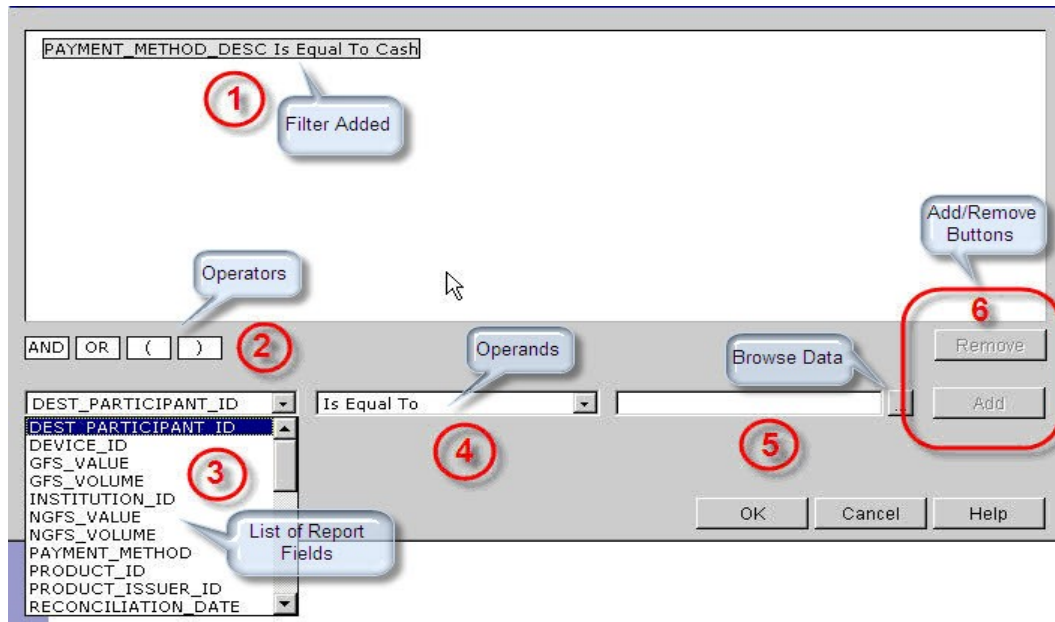 PAYMENT_METHOD_DESC Is Equal To Cash
1
Filter Added
Add/Remove
Buttons
Operators
6
AND OR ( ) 2
Operands
Browse Data
Remove
DEST_PARTICIPANT_ID
Is Equal To
...
Add
DEST_PARTICIPANT_ID
DEVICE_ID
GFS_VALUE
GFS_VOLUME
INSTITUTION_ID
NGFS_VALUE
NGFS_VOLUME
PAYMENT_METHOD
PRODUCT_ID
PRODUCT_ISSUER_ID
RECONCILIATION_DATE
3
4
5
List of Report
Fields
OK
Cancel
Help